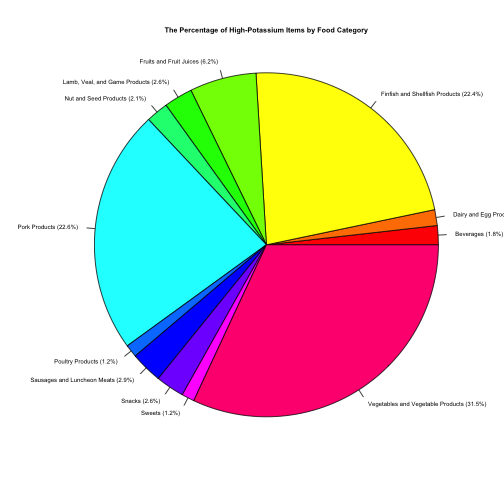 The Percentage of High-Potassium Items by Food Category
Fruits and Fruit Juices (6.2%)
Lamb, Veal, and Game Products (2.6%)
Nut and Seed Products (2.1%)
Finfish and Shellfish Products (22.4%)
Dairy and Egg Proc
Beverages (1.8%)
Pork Products (22.6%)
Poultry Products (1.2%)
Sausages and Luncheon Meats (2.9%)
Snacks (2.6%)
Sweets (1.2%)
Vegetables and Vegetable Products (31.5%)